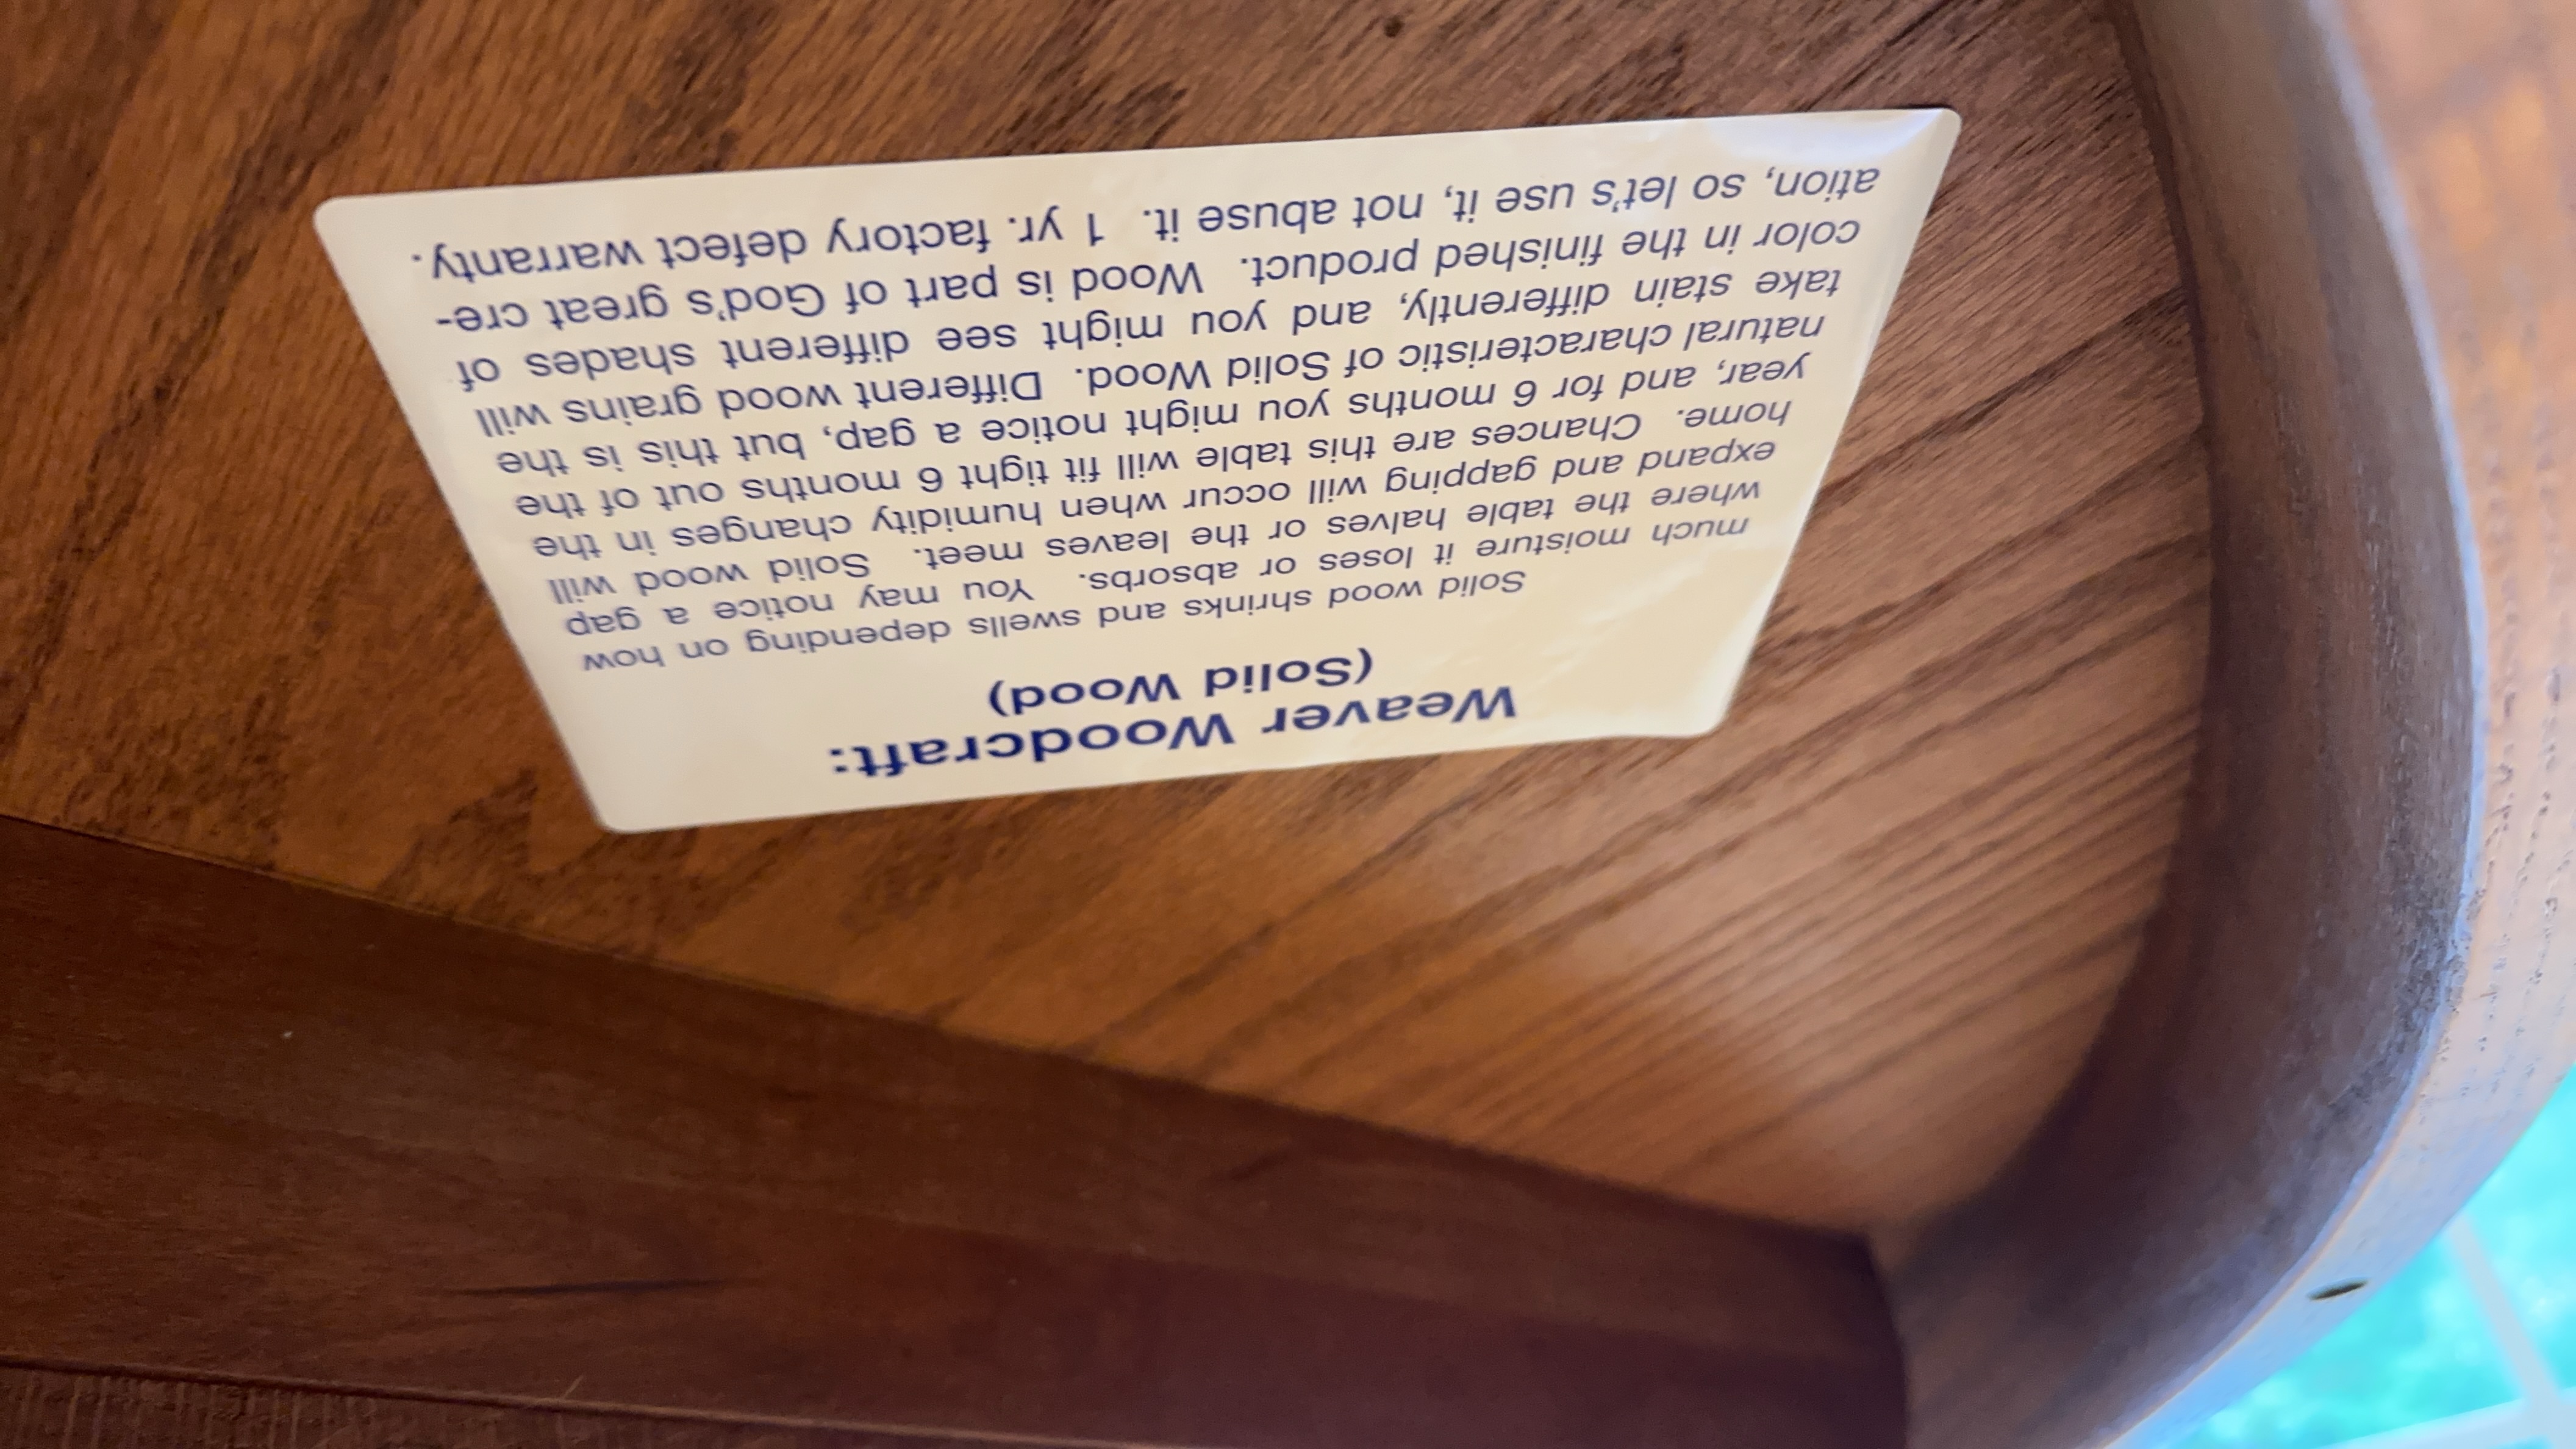 Weaver Woodcraft:
(Solid Wood)
Solid wood shrinks and swells depending on how
much moisture it loses or absorbs. You may notice a gap
where the table halves or the leaves meet. Solid wood will
expand and gapping will occur when humidity changes in the
home. Chances are this table will fit tight 6 months out of the
year, and for 6 months you might notice a gap, but this is the
natural characteristic of Solid Wood. Different wood grains will
take stain differently, and you might see different shades of
color in the finished product. Wood is part of God's great cre-
ation, so let's use it, not abuse it. 1 yr. factory defect warranty.